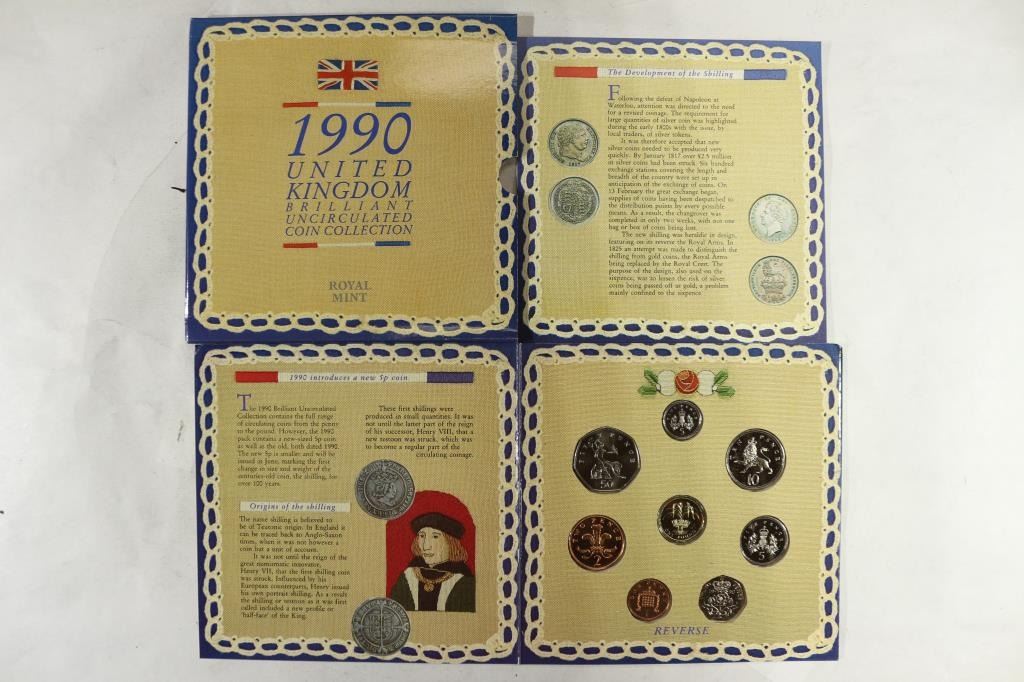 1990
UNITED
KINGDOM
BRILLIANT
UNCIRCULATED
COIN COLLECTION
ROYAL
MINT
The Development of the Shilling
Following the defeat of Napoleon at
Waterloo, attention was directed to the need
for a revised coinage. The requirement for
large quantities of silver coin was highlighted
during the early 1800s with the issue, by
local traders, of silver tokens.
It was therefore accepted that new
silver coins needed to be produced very
quickly. By January 1817 over £2.5 million
in silver coins had been struck. Six hundred
exchange stations covering the length and
breadth of the country were set up in
anticipation of the exchange of coins. On
13 February the great exchange began,
supplies of coins having been despatched to
the distribution points by every possible
means. As a result, the changeover was
completed in only two weeks, with not one
bag or box of coins being lost.
The new shilling was heraldic in design,
featuring on its reverse the Royal Arms. In
1825 an attempt was made to distinguish the
shilling from gold coins, the Royal Arms
being replaced by the Royal Crest. The
purpose of the design, also used on the
sixpence, was to lessen the risk of silver
coins being passed off as gold, a problem
mainly confined to the sixpence.
1817
1990 introduces a new 5p coin
The 1990 Brilliant Uncirculated
Collection contains the full range
of circulating coins from the penny
to the pound. However, the 1990
pack contains a new-sized 5p coin
as well as the old, both dated 1990.
The new 5p is smaller and will be
issued in June, marking the first
change in size and weight of the
centuries-old coin, the shilling, for
over 100 years.
Origins of the shilling
The name shilling is believed to
be of Teutonic origin. In England it
can be traced back to Anglo-Saxon
times, when it was not however a
coin but a unit of account.
It was not until the reign of the
great numismatic innovator,
Henry VII, that the first shilling coin
was struck. Influenced by his
European counterparts, Henry issued
his own portrait shilling. As a result
the shilling or testoon as it was first
called included a new profile or
'half-face' of the King.
These first shillings were
produced in small quantities. It was
not until the latter part of the reign
of his successor, Henry VIII, that a
new testoon was struck, which was
to become a regular part of the
circulating coinage.
FIFTY PENCE
50
TEN PENCE
10
TWO PENCE
2
5
REVERSE